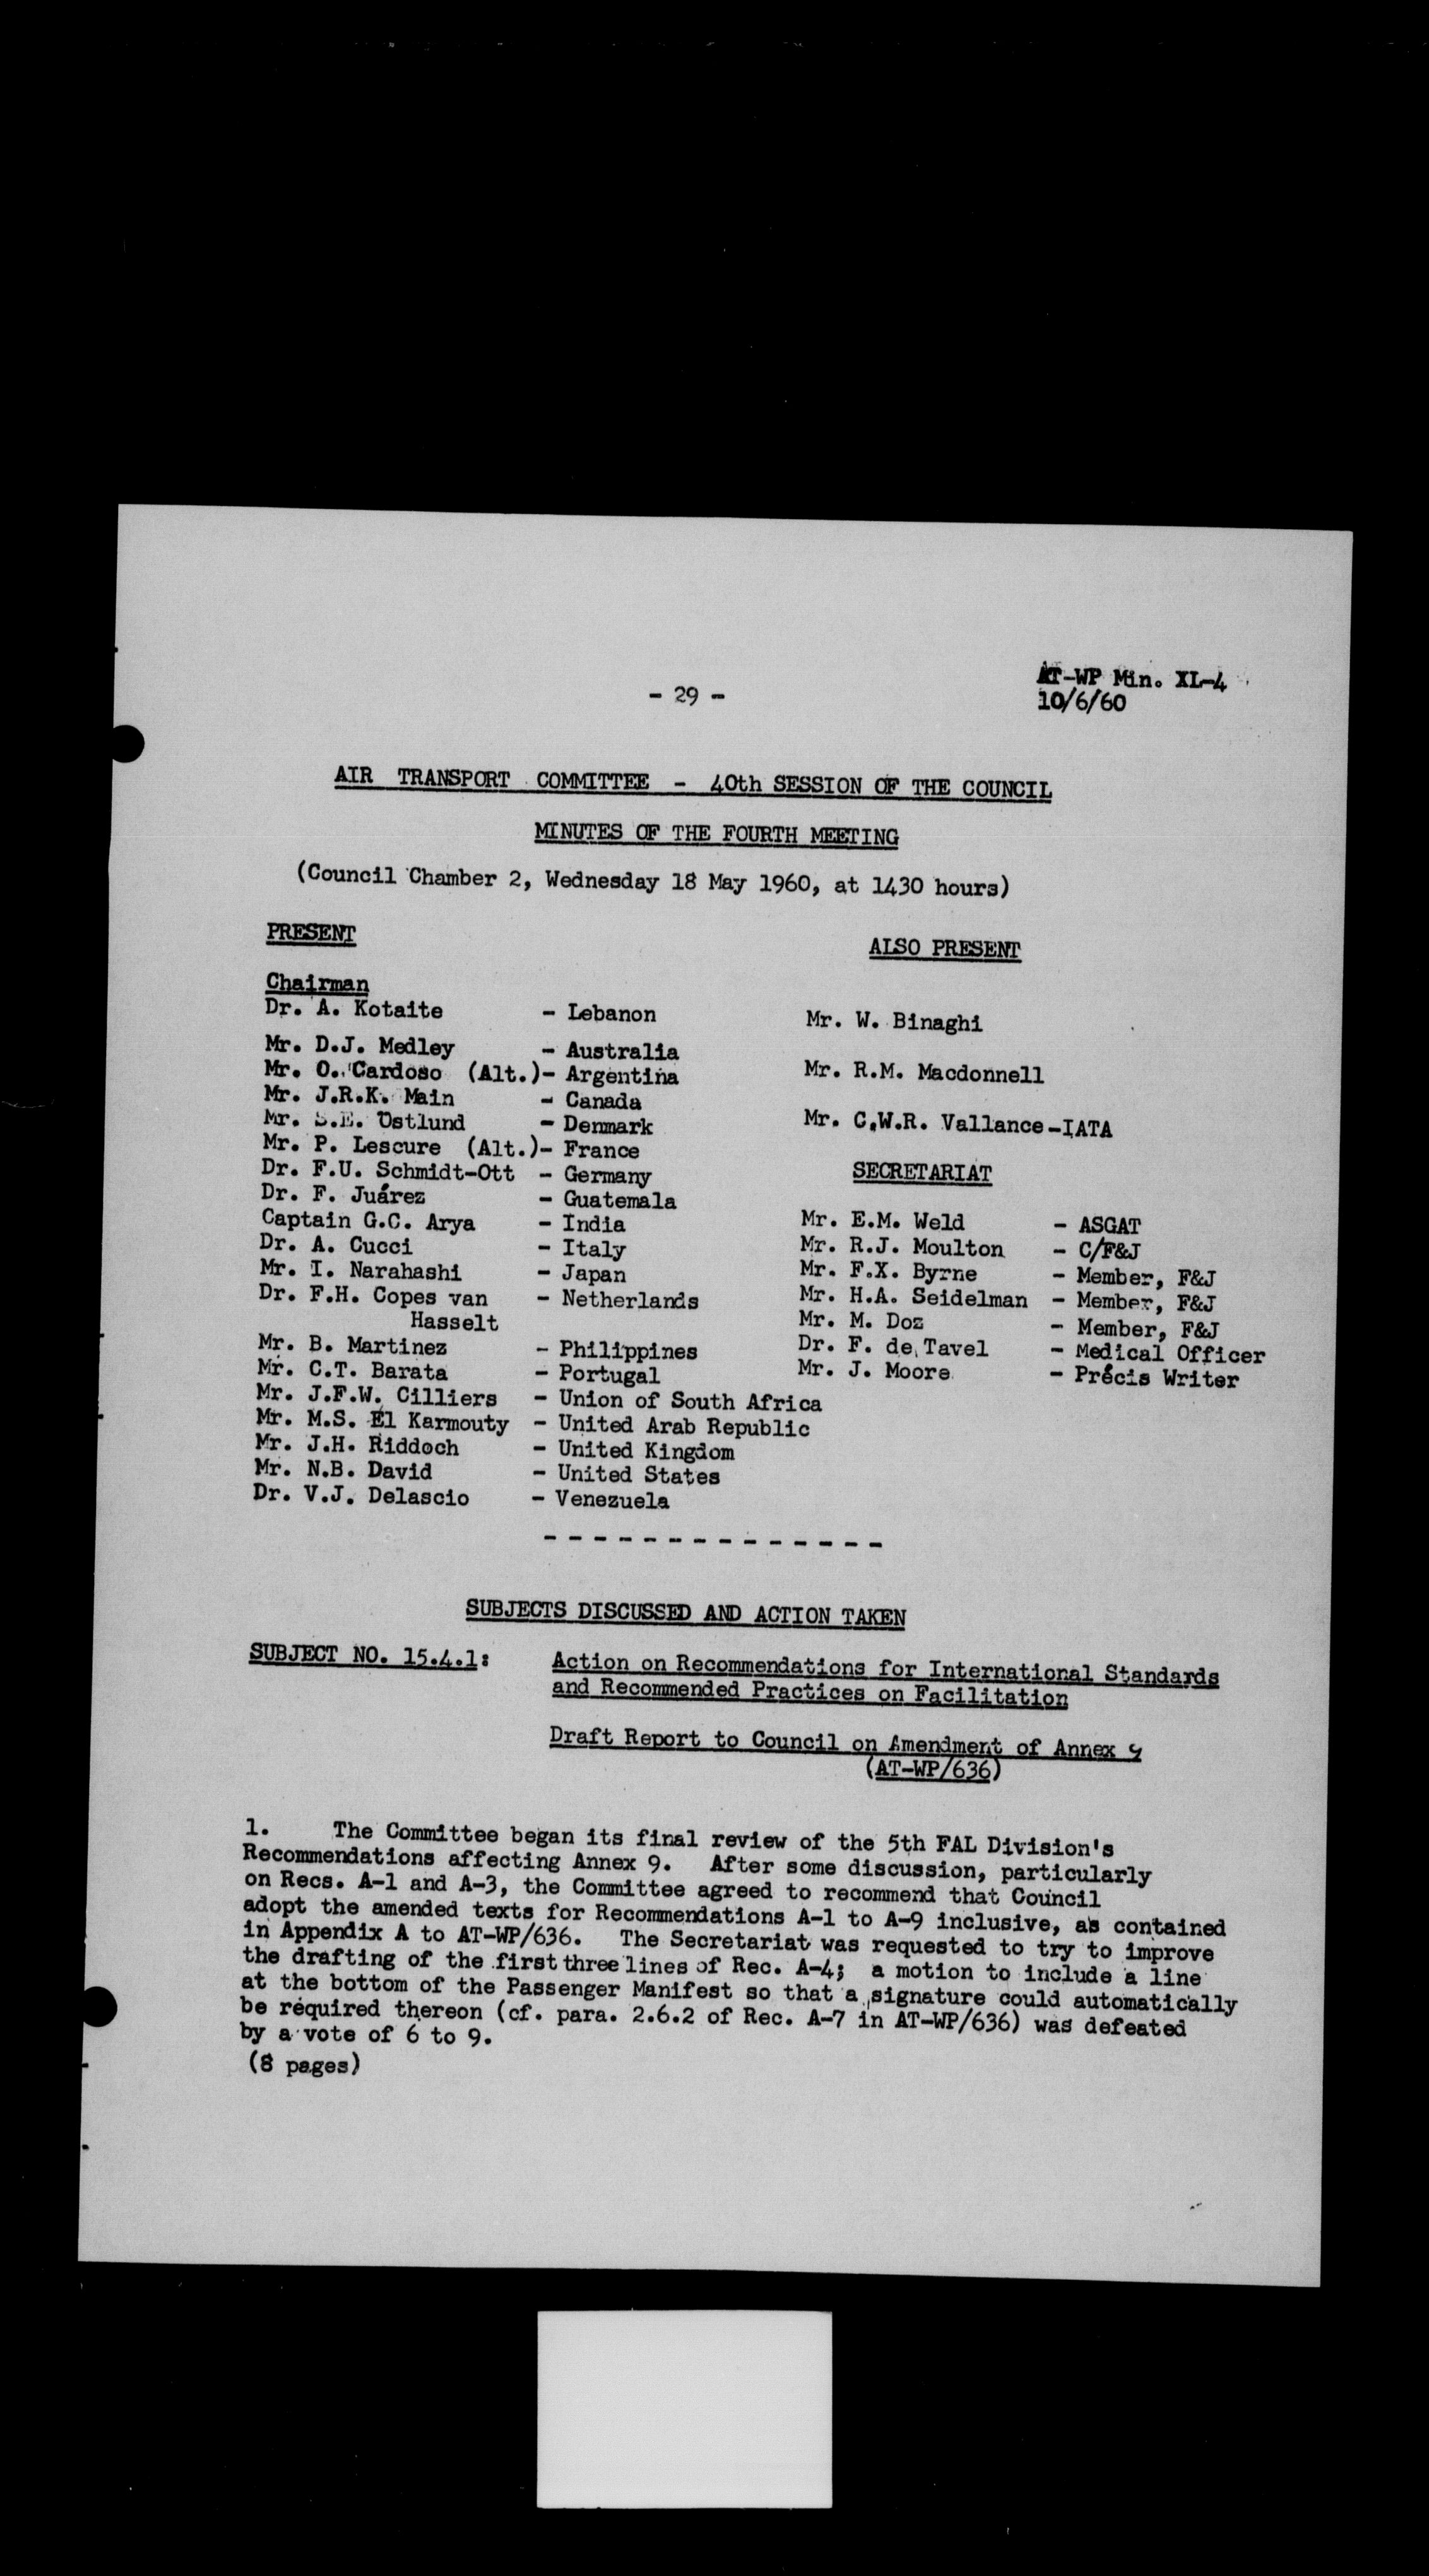 - 29 -
AT-WP Min. XL-4
10/6/60
AIR TRANSPORT COMMITTEE - 40th SESSION OF THE COUNCIL
MINUTES OF THE FOURTH MEETING
(Council Chamber 2, Wednesday 18 May 1960, at 1430 hours)
PRESENT
Chairman
Dr. A. Kotaite - Lebanon
Mr. D.J. Medley - Australia
Mr. O. Cardoso (Alt.)- Argentina
Mr. J.R.K. Main - Canada
Mr. S.E. Ostlund - Denmark
Mr. P. Lescure (Alt.)- France
Dr. F.U. Schmidt-Ott - Germany
Dr. F. Juárez - Guatemala
Captain G.C. Arya - India
Dr. A. Cucci - Italy
Mr. I. Narahashi - Japan
Dr. F.H. Copes van - Netherlands
Hasselt
Mr. B. Martinez - Philippines
Mr. C.T. Barata - Portugal
Mr. J.F.W. Cilliers - Union of South Africa
Mr. M.S. El Karmouty - United Arab Republic
Mr. J.H. Riddoch - United Kingdom
Mr. N.B. David - United States
Dr. V.J. Delascio - Venezuela
ALSO PRESENT
Mr. W. Binaghi
Mr. R.M. Macdonnell
Mr. C.W.R. Vallance-IATA
SECRETARIAT
Mr. E.M. Weld - ASGAT
Mr. R.J. Moulton - C/F&J
Mr. F.X. Byrne - Member, F&J
Mr. H.A. Seidelman - Member, F&J
Mr. M. Doz - Member, F&J
Dr. F. de Tavel - Medical Officer
Mr. J. Moore - Précis Writer
- - - - - - - - - - - - - -
SUBJECTS DISCUSSED AND ACTION TAKEN
SUBJECT NO. 15.4.1: Action on Recommendations for International Standards
and Recommended Practices on Facilitation
Draft Report to Council on Amendment of Annex 9
(AT-WP/636)
1. The Committee began its final review of the 5th FAL Division's
Recommendations affecting Annex 9. After some discussion, particularly
on Recs. A-1 and A-3, the Committee agreed to recommend that Council
adopt the amended texts for Recommendations A-1 to A-9 inclusive, as contained
in Appendix A to AT-WP/636. The Secretariat was requested to try to improve
the drafting of the first three lines of Rec. A-4; a motion to include a line
at the bottom of the Passenger Manifest so that a signature could automatically
be required thereon (cf. para. 2.6.2 of Rec. A-7 in AT-WP/636) was defeated
by a vote of 6 to 9.
(8 pages)